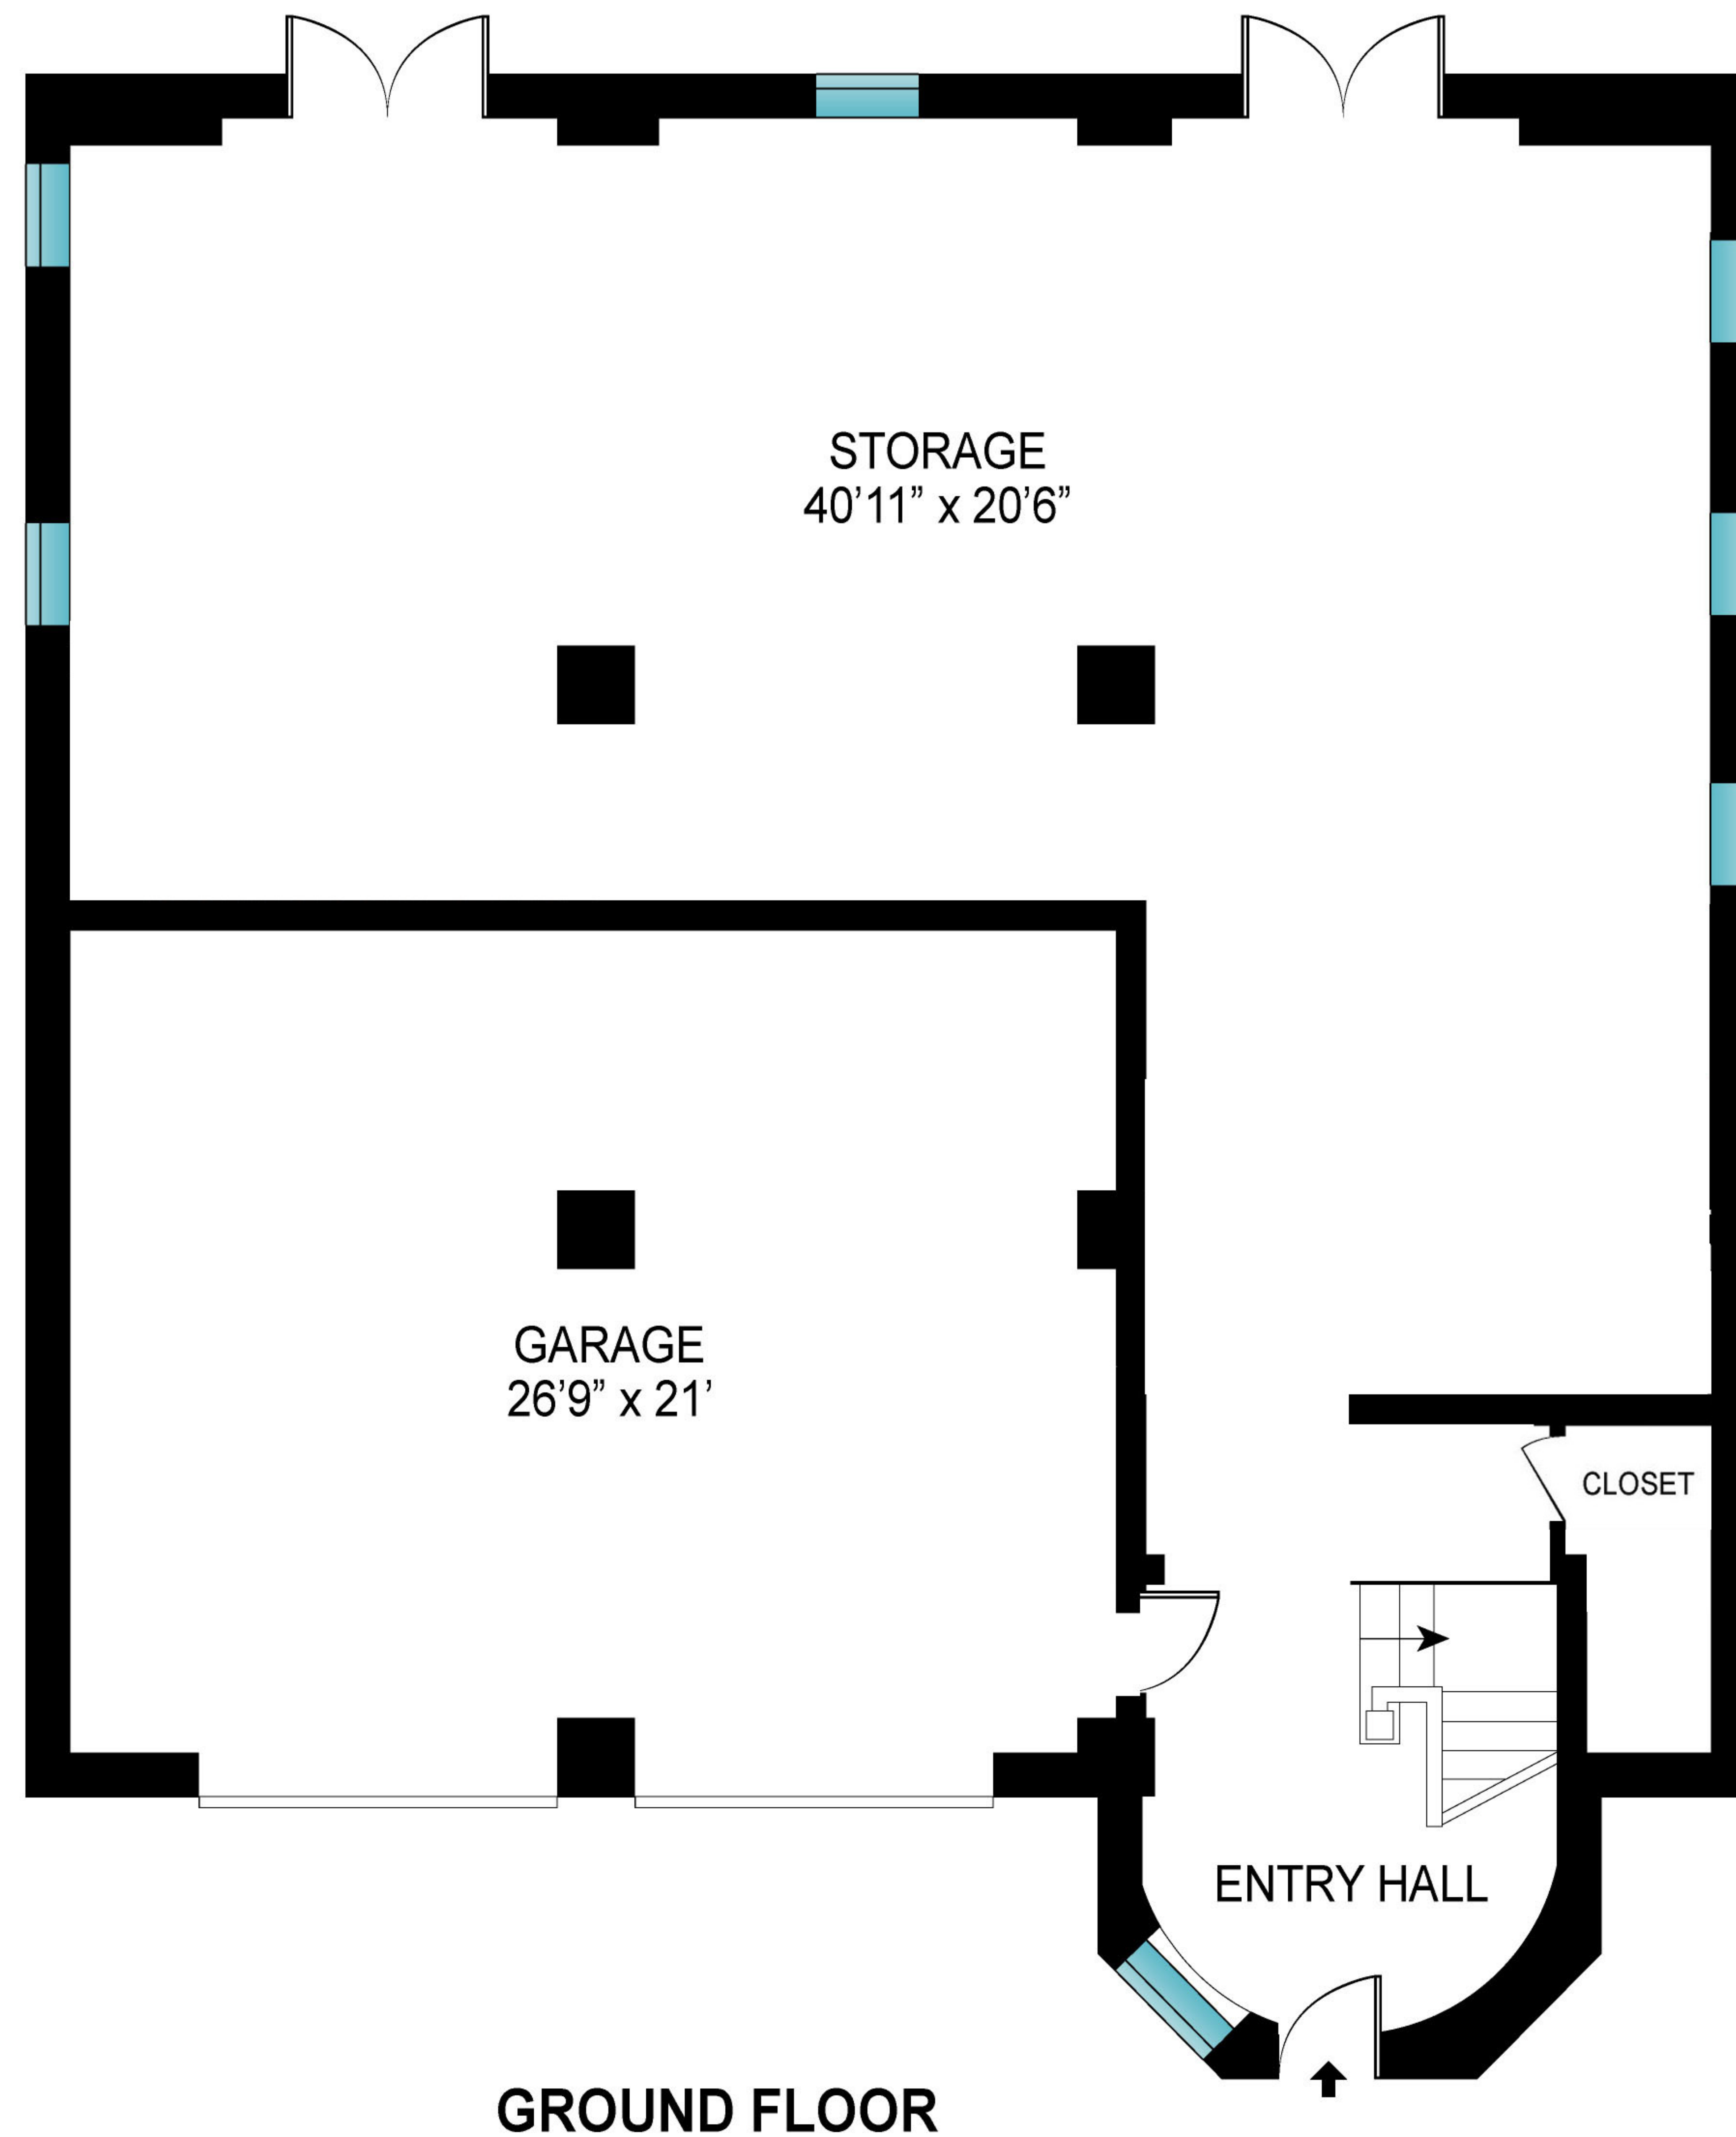 STORAGE
40’11” x 20’6”
GARAGE
26’9” x 21’
CLOSET
ENTRY HALL
GROUND FLOOR